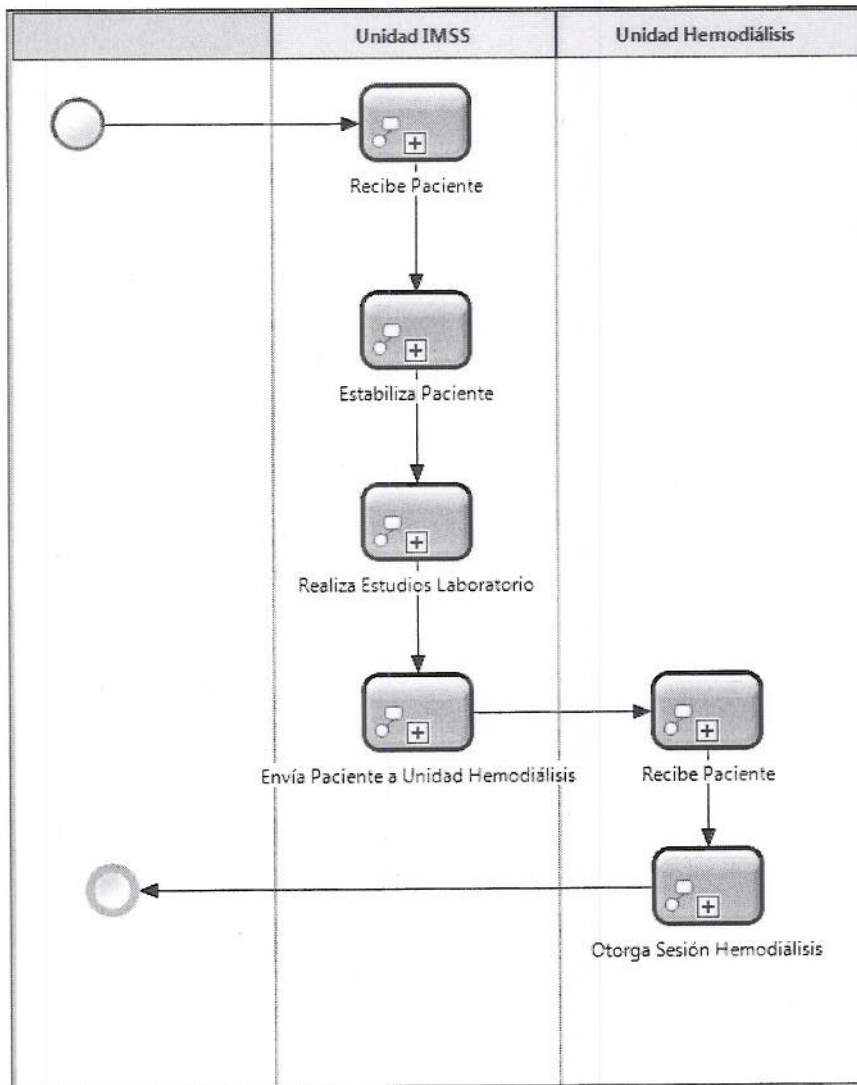 Unidad IMSS
Unidad Hemodiálisis
Recibe Paciente
Estabiliza Paciente
Realiza Estudios Laboratorio
Envía Paciente a Unidad Hemodiálisis
Recibe Paciente
Otorga Sesión Hemodiálisis